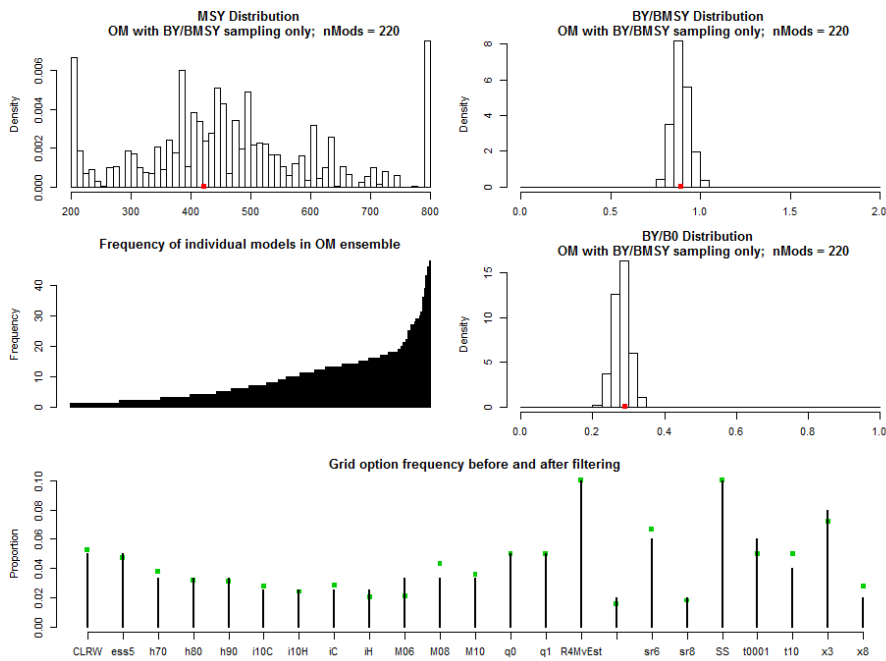 MSY Distribution
OM with BY/BMSY sampling only; nMods = 220
Density
0.000 0.002 0.004 0.006
200 300 400 500 600 700 800
BY/BMSY Distribution
OM with BY/BMSY sampling only; nMods = 220
Density
0 2 4 6 8
0.0 0.5 1.0 1.5 2.0
Frequency of individual models in OM ensemble
Frequency
0 10 20 30 40
BY/B0 Distribution
OM with BY/BMSY sampling only; nMods = 220
Density
0 5 10 15
0.0 0.2 0.4 0.6 0.8 1.0
Grid option frequency before and after filtering
Proportion
0.00 0.02 0.04 0.06 0.08 0.10
CLRW ess5 h70 h80 h90 i10C i10H iC iH M06 M08 M10 q0 q1 R4MvEst sr6 sr8 SS t0001 t10 x3 x8